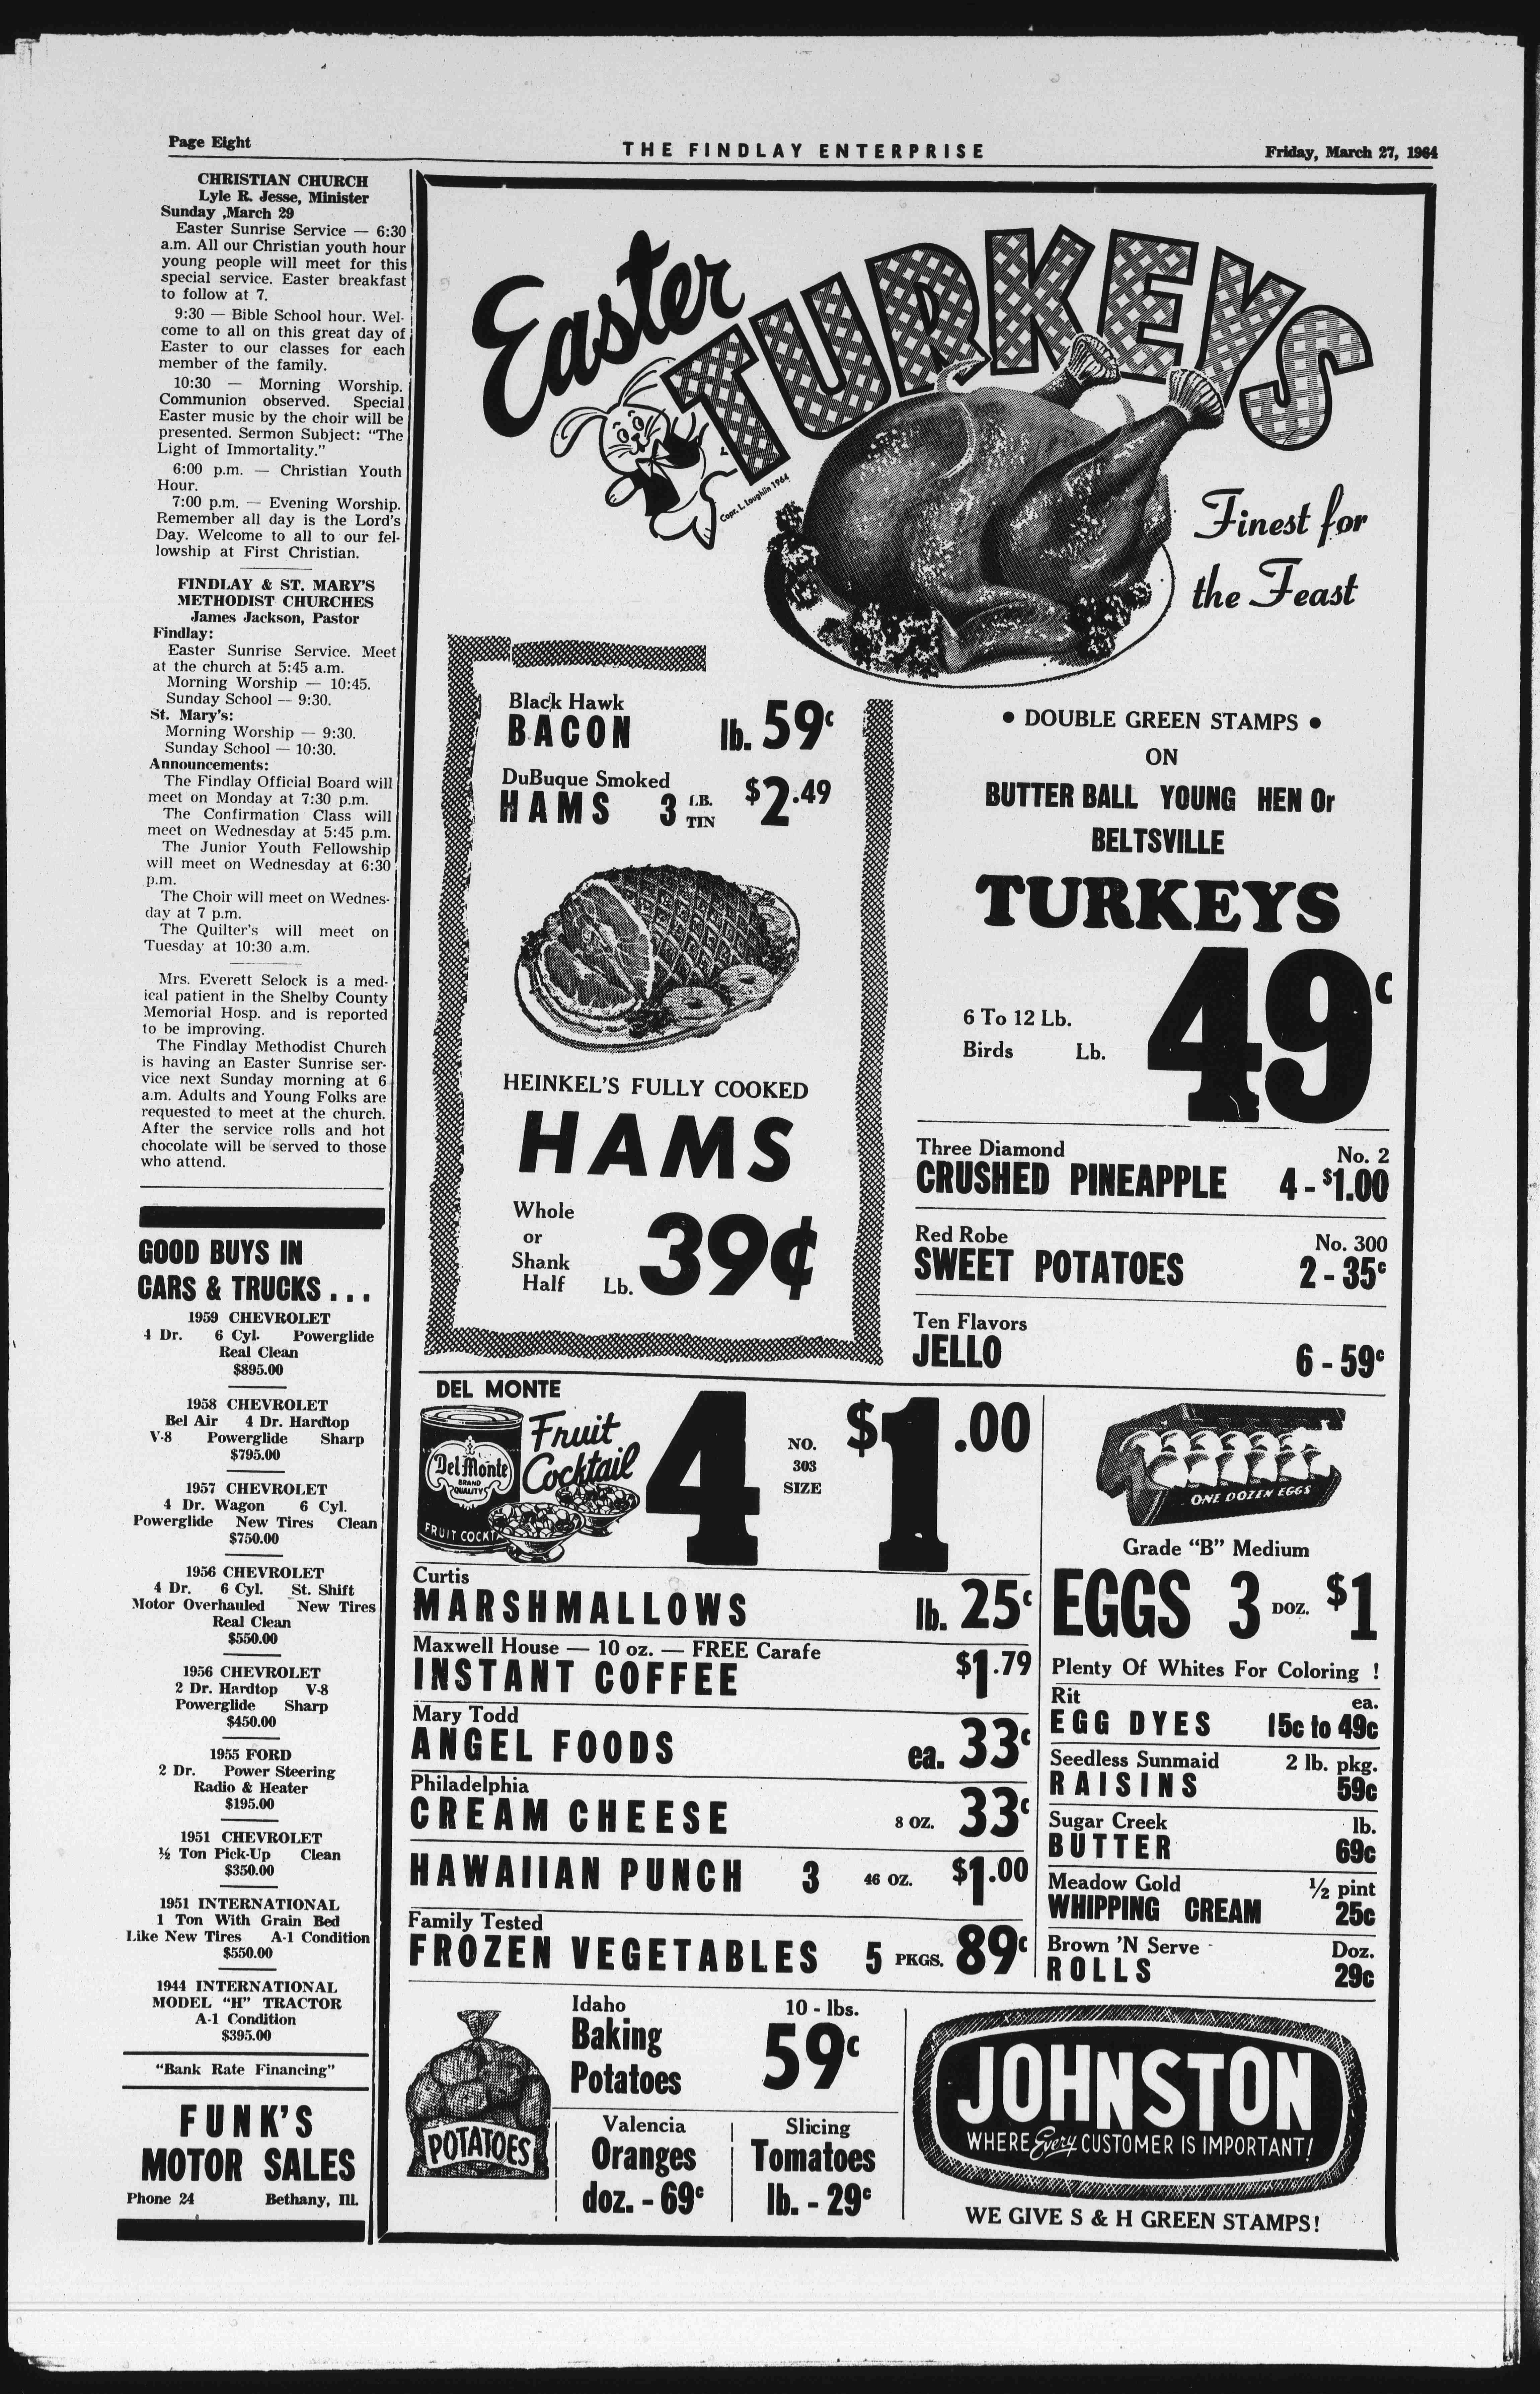 Page Eight
THE FINDLAY ENTERPRISE
Friday, March 27, 1964
CHRISTIAN CHURCH
Lyle R. Jesse, Minister
Sunday ,March 29
Easter Sunrise Service — 6:30
a.m. All our Christian youth hour
young people will meet for this
special service. Easter breakfast
to follow at 7.
9:30 — Bible School hour. Wel-
come to all on this great day of
Easter to our classes for each
member of the family.
10:30 — Morning Worship.
Communion observed. Special
Easter music by the choir will be
presented. Sermon Subject: “The
Light of Immortality.”
6:00 p.m. — Christian Youth
Hour.
7:00 p.m. — Evening Worship.
Remember all day is the Lord's
Day. Welcome to all to our fel-
lowship at First Christian.
FINDLAY & ST. MARY'S
METHODIST CHURCHES
James Jackson, Pastor
Findlay:
Easter Sunrise Service. Meet
at the church at 5:45 a.m.
Morning Worship — 10:45.
Sunday School — 9:30.
St. Mary's:
Morning Worship — 9:30.
Sunday School — 10:30.
Announcements:
The Findlay Official Board will
meet on Monday at 7:30 p.m.
The Confirmation Class will
meet on Wednesday at 5:45 p.m.
The Junior Youth Fellowship
will meet on Wednesday at 6:30
p.m.
The Choir will meet on Wednes-
day at 7 p.m.
The Quilter's will meet on
Tuesday at 10:30 a.m.
Mrs. Everett Selock is a med-
ical patient in the Shelby County
Memorial Hosp. and is reported
to be improving.
The Findlay Methodist Church
is having an Easter Sunrise ser-
vice next Sunday morning at 6
a.m. Adults and Young Folks are
requested to meet at the church.
After the service rolls and hot
chocolate will be served to those
who attend.
GOOD BUYS IN
CARS & TRUCKS . . .
1959 CHEVROLET
4 Dr. 6 Cyl. Powerglide
Real Clean
$895.00
1958 CHEVROLET
Bel Air 4 Dr. Hardtop
V-8 Powerglide Sharp
$795.00
1957 CHEVROLET
4 Dr. Wagon 6 Cyl.
Powerglide New Tires Clean
$750.00
1956 CHEVROLET
4 Dr. 6 Cyl. St. Shift
Motor Overhauled New Tires
Real Clean
$550.00
1956 CHEVROLET
2 Dr. Hardtop V-8
Powerglide Sharp
$450.00
1955 FORD
2 Dr. Power Steering
Radio & Heater
$195.00
1951 CHEVROLET
½ Ton Pick-Up Clean
$350.00
1951 INTERNATIONAL
1 Ton With Grain Bed
Like New Tires A-1 Condition
$550.00
1944 INTERNATIONAL
MODEL “H” TRACTOR
A-1 Condition
$395.00
“Bank Rate Financing”
FUNK'S
MOTOR SALES
Phone 24 Bethany, Ill.
Easter
TURKEYS
Copr. L. Loughlin 1964
Finest for
the Feast
Black Hawk
BACON lb. 59c
DuBuque Smoked
HAMS 3 LB. TIN $2.49
HEINKEL'S FULLY COOKED
HAMS
Whole
or
Shank
Half Lb. 39¢
• DOUBLE GREEN STAMPS •
ON
BUTTER BALL YOUNG HEN Or
BELTSVILLE
TURKEYS
6 To 12 Lb.
Birds Lb. 49c
Three Diamond No. 2
CRUSHED PINEAPPLE 4 - $1.00
Red Robe No. 300
SWEET POTATOES 2 - 35c
Ten Flavors
JELLO 6 - 59c
DEL MONTE
Fruit
Cocktail
Del Monte
BRAND
QUALITY
FRUIT COCKT
4 NO. 303 SIZE $1.00
Curtis
MARSHMALLOWS lb. 25c
Maxwell House — 10 oz. — FREE Carafe
INSTANT COFFEE $1.79
Mary Todd
ANGEL FOODS ea. 33c
Philadelphia
CREAM CHEESE 8 OZ. 33c
HAWAIIAN PUNCH 3 46 OZ. $1.00
Family Tested
FROZEN VEGETABLES 5 PKGS. 89c
ONE DOZEN EGGS
Grade “B” Medium
EGGS 3 DOZ. $1
Plenty Of Whites For Coloring !
Rit ea.
EGG DYES 15c to 49c
Seedless Sunmaid 2 lb. pkg.
RAISINS 59c
Sugar Creek lb.
BUTTER 69c
Meadow Gold ½ pint
WHIPPING CREAM 25c
Brown 'N Serve Doz.
ROLLS 29c
POTATOES
Idaho 10 - lbs.
Baking
Potatoes 59c
Valencia
Oranges
doz. - 69c
Slicing
Tomatoes
lb. - 29c
JOHNSTON
WHERE Every CUSTOMER IS IMPORTANT!
WE GIVE S & H GREEN STAMPS!